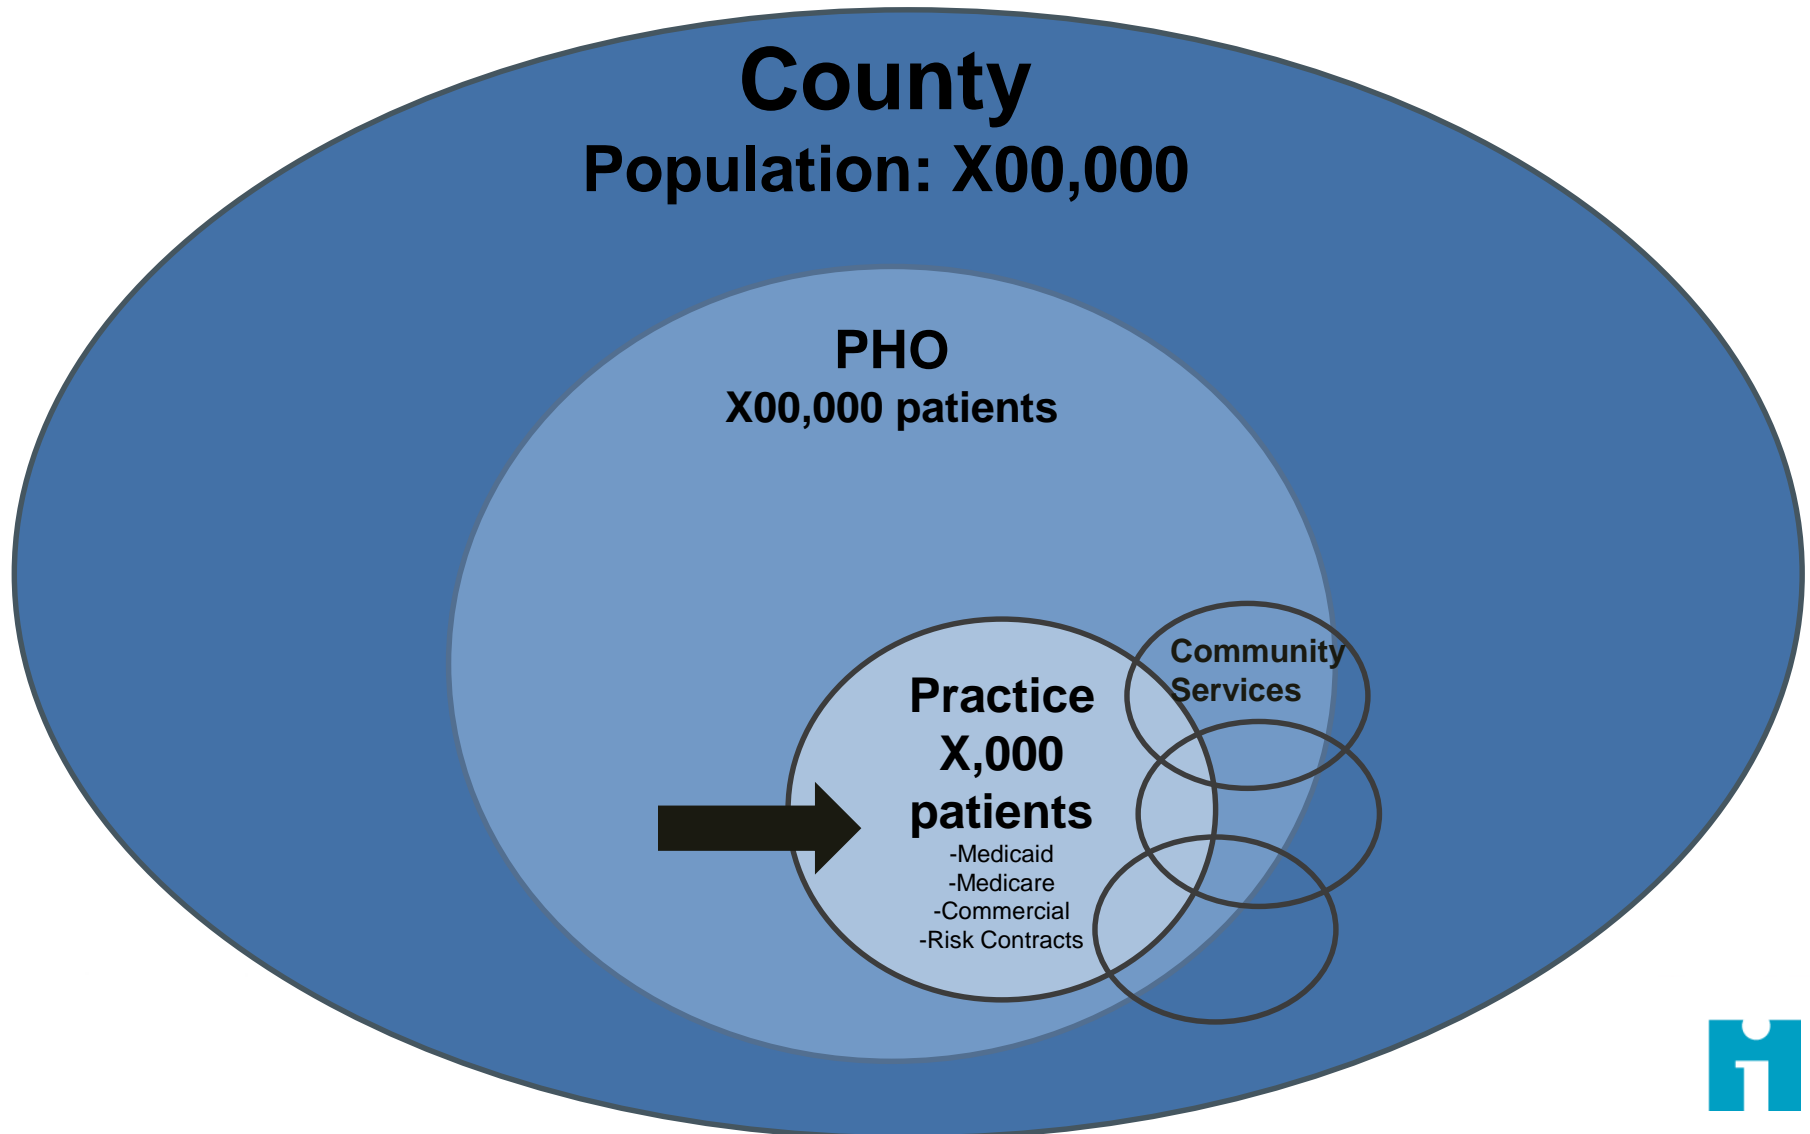 County
Population: X00,000
PHO
X00,000 patients
Community
Services
Practice
X,000
patients
-Medicaid
-Medicare
-Commercial
-Risk Contracts